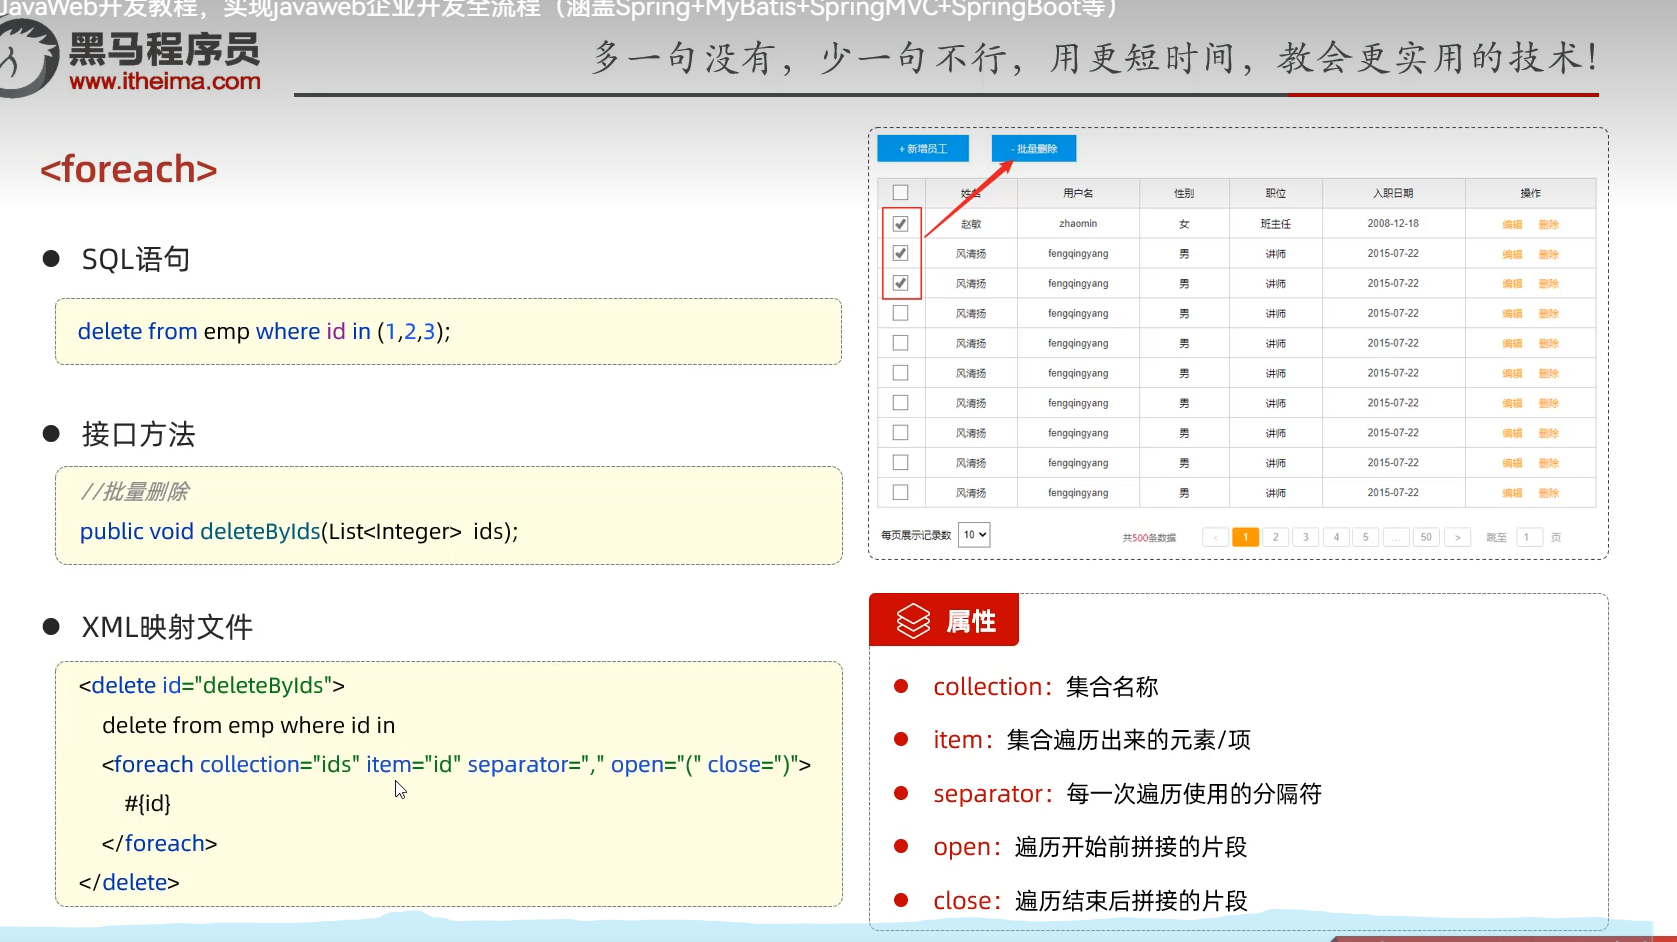 JavaWeb开发教程，实现javaweb企业开发全流程（涵盖Spring+MyBatis+SpringMVC+SpringBoot等）
黑马程序员
www.itheima.com
多一句没有，少一句不行，用更短时间，教会更实用的技术！
<foreach>
SQL语句
delete from emp where id in (1,2,3);
接口方法
//批量删除
public void deleteByIds(List<Integer> ids);
XML映射文件
<delete id="deleteByIds">
delete from emp where id in
<foreach collection="ids" item="id" separator="," open="(" close=")">
#{id}
</foreach>
</delete>
+ 新增员工 - 批量删除
姓名 用户名 性别 职位 入职日期 操作
赵敏 zhaomin 女 班主任 2008-12-18 编辑 删除
风清扬 fengqingyang 男 讲师 2015-07-22 编辑 删除
风清扬 fengqingyang 男 讲师 2015-07-22 编辑 删除
风清扬 fengqingyang 男 讲师 2015-07-22 编辑 删除
风清扬 fengqingyang 男 讲师 2015-07-22 编辑 删除
风清扬 fengqingyang 男 讲师 2015-07-22 编辑 删除
风清扬 fengqingyang 男 讲师 2015-07-22 编辑 删除
风清扬 fengqingyang 男 讲师 2015-07-22 编辑 删除
风清扬 fengqingyang 男 讲师 2015-07-22 编辑 删除
风清扬 fengqingyang 男 讲师 2015-07-22 编辑 删除
每页展示记录数 10 共500条数据 < 1 2 3 4 5 ... 50 > 跳至 1 页
属性
collection：集合名称
item：集合遍历出来的元素/项
separator：每一次遍历使用的分隔符
open：遍历开始前拼接的片段
close：遍历结束后拼接的片段